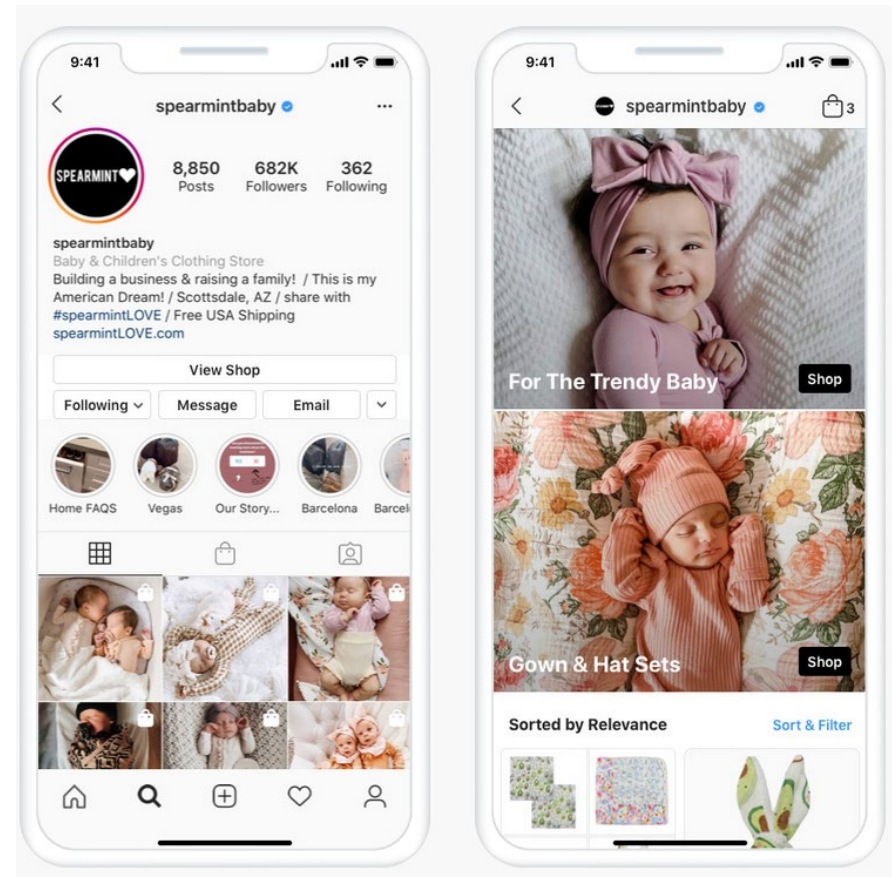 9:41
spearmintbaby
...
SPEARMINT
8,850 682K 362
Posts Followers Following
spearmintbaby
Baby & Children's Clothing Store
Building a business & raising a family! / This is my
American Dream! / Scottsdale, AZ / share with
#spearmintLOVE / Free USA Shipping
spearmintLOVE.com
View Shop
Following Message Email
Home FAQS Vegas Our Story... Barcelona Barcel
9:41
spearmintbaby 3
For The Trendy Baby Shop
Gown & Hat Sets Shop
Sorted by Relevance Sort & Filter